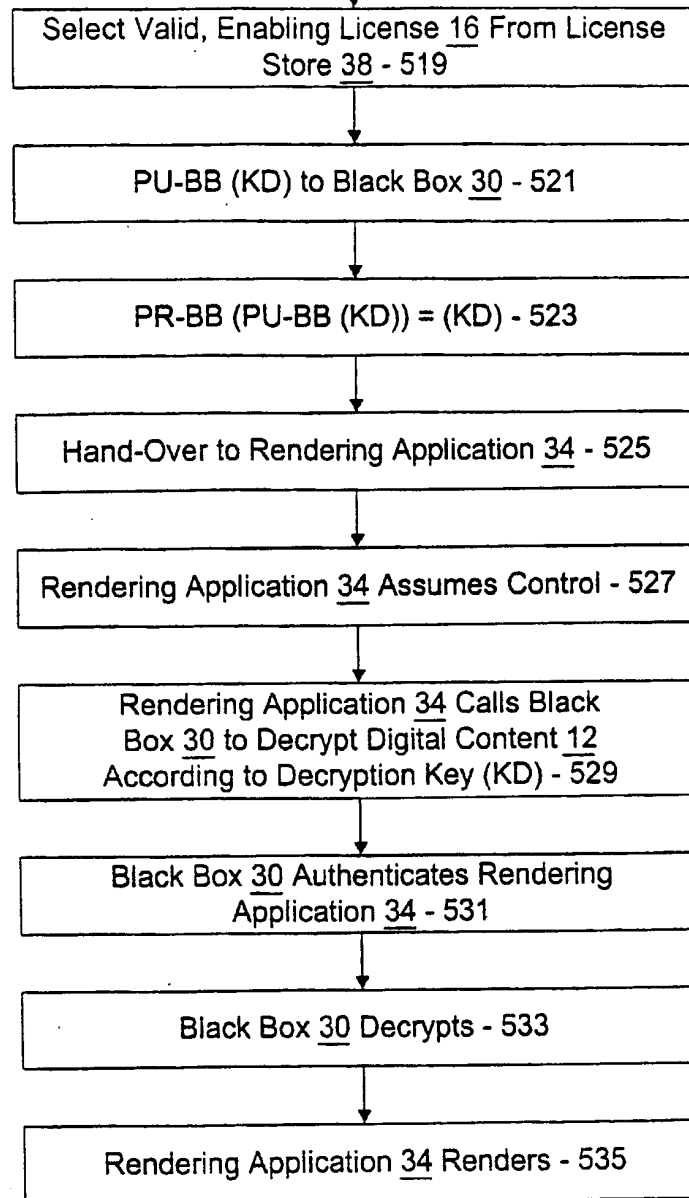 Select Valid, Enabling License 16 From License
Store 38 - 519
PU-BB (KD) to Black Box 30 - 521
PR-BB (PU-BB (KD)) = (KD) - 523
Hand-Over to Rendering Application 34 - 525
Rendering Application 34 Assumes Control - 527
Rendering Application 34 Calls Black
Box 30 to Decrypt Digital Content 12
According to Decryption Key (KD) - 529
Black Box 30 Authenticates Rendering
Application 34 - 531
Black Box 30 Decrypts - 533
Rendering Application 34 Renders - 535